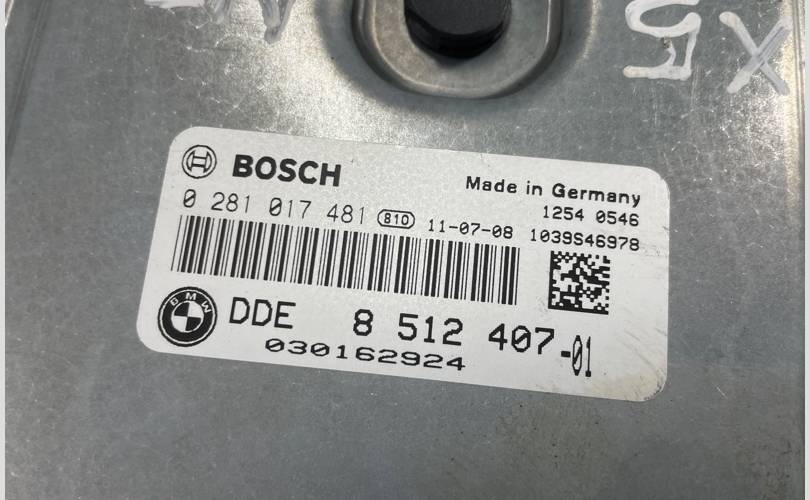 X5
BOSCH
Made in Germany
0 281 017 481 810 11-07-08
1254 0546
1039S46978
BMW
DDE 8 512 407-01
030162924